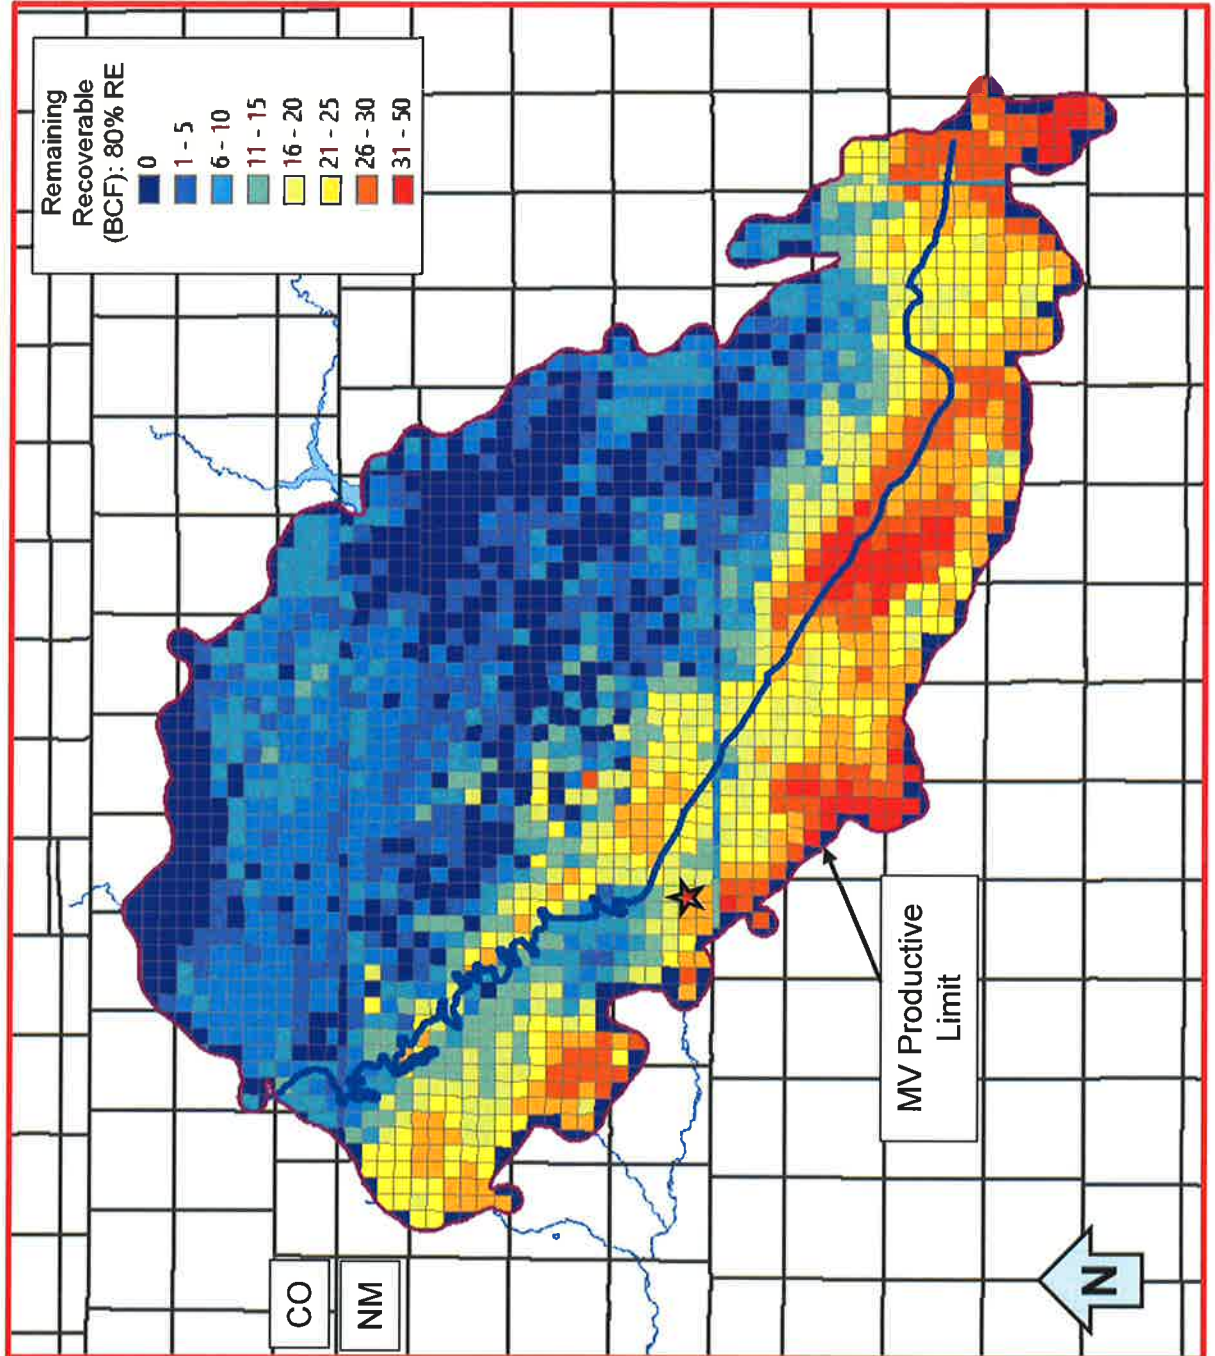 Remaining
Recoverable
(BCF): 80% RE
0
1 - 5
6 - 10
11 - 15
16 - 20
21 - 25
26 - 30
31 - 50
CO
NM
MV Productive
Limit
N